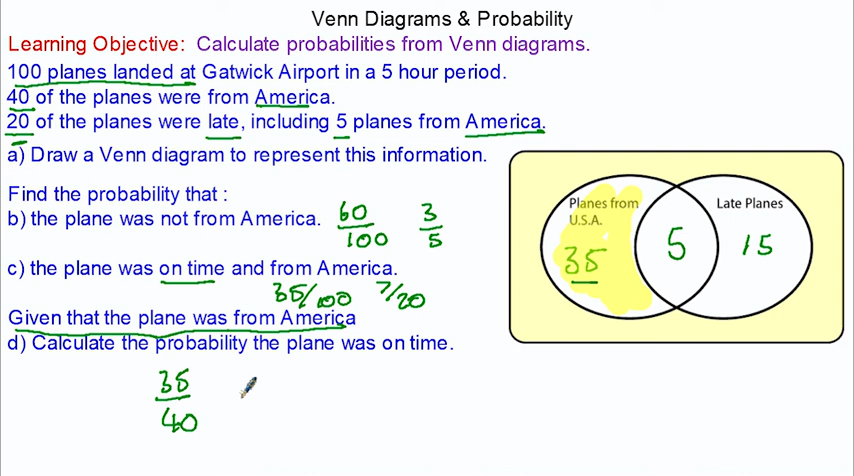 Venn Diagrams & Probability
Learning Objective: Calculate probabilities from Venn diagrams.
100 planes landed at Gatwick Airport in a 5 hour period.
40 of the planes were from America.
20 of the planes were late, including 5 planes from America.
a) Draw a Venn diagram to represent this information.
Find the probability that :
b) the plane was not from America. 60/100 3/5
c) the plane was on time and from America.
35/100 7/20
Given that the plane was from America
d) Calculate the probability the plane was on time.
35/40
Planes from
U.S.A.
Late Planes
35 5 15